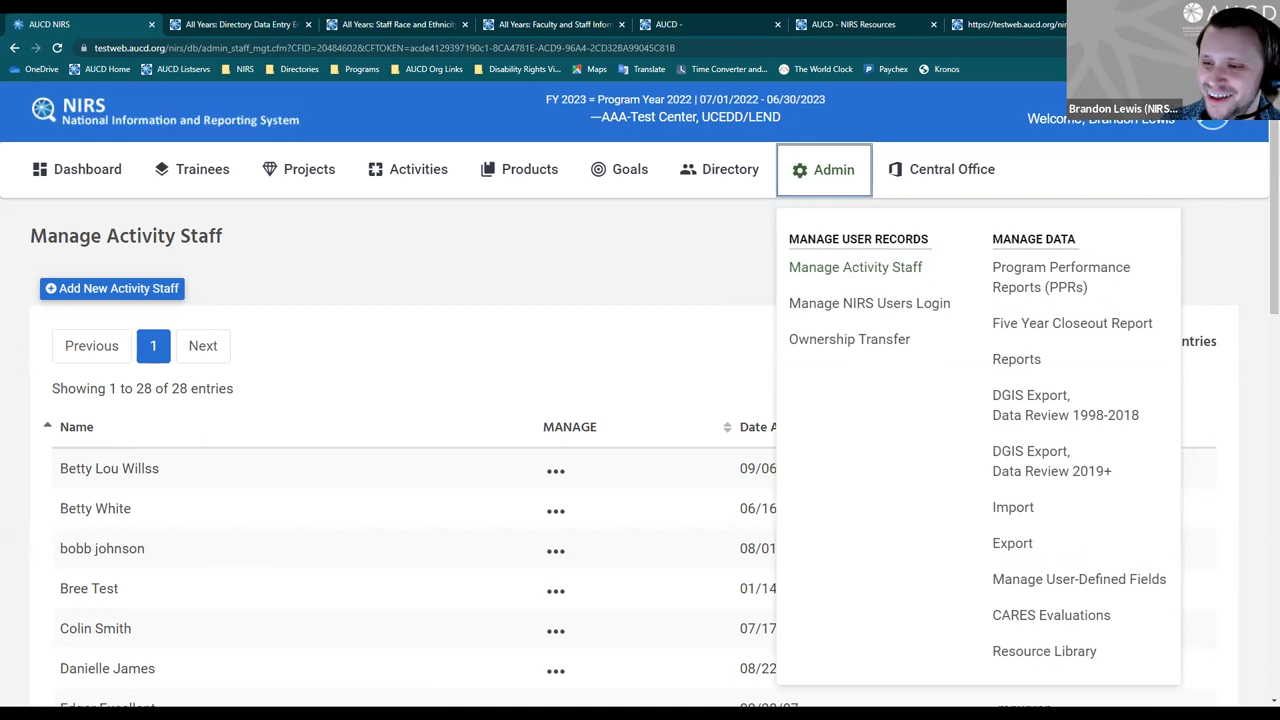 AUCD NIRS
All Years: Directory Data Entry E
All Years: Staff Race and Ethnicit
All Years: Faculty and Staff Infor
AUCD -
AUCD - NIRS Resources
https://testweb.aucd.org/nir
AUCD
testweb.aucd.org/nirs/db/admin_staff_mgt.cfm?CFID=20484602&CFTOKEN=acde4129397190c1-8CA4781E-ACD9-96A4-2CD32BA99045C81B
OneDrive
AUCD Home
AUCD Listservs
NIRS
Directories
Programs
AUCD Org Links
Disability Rights Vi...
Maps
Translate
Time Converter and...
The World Clock
Paychex
Kronos
Brandon Lewis (NIRS...
NIRS
National Information and Reporting System
FY 2023 = Program Year 2022 | 07/01/2022 - 06/30/2023
—AAA-Test Center, UCEDD/LEND
Welcome, Brandon Lewis
Dashboard
Trainees
Projects
Activities
Products
Goals
Directory
Admin
Central Office
Manage Activity Staff
Add New Activity Staff
MANAGE USER RECORDS
Manage Activity Staff
Manage NIRS Users Login
Ownership Transfer
MANAGE DATA
Program Performance
Reports (PPRs)
Five Year Closeout Report
Reports
DGIS Export,
Data Review 1998-2018
DGIS Export,
Data Review 2019+
Import
Export
Manage User-Defined Fields
CARES Evaluations
Resource Library
Previous
1
Next
ntries
Showing 1 to 28 of 28 entries
Name
MANAGE
Date A
Betty Lou Willss
09/06
Betty White
06/16
bobb johnson
08/01
Bree Test
01/14
Colin Smith
07/17
Danielle James
08/22